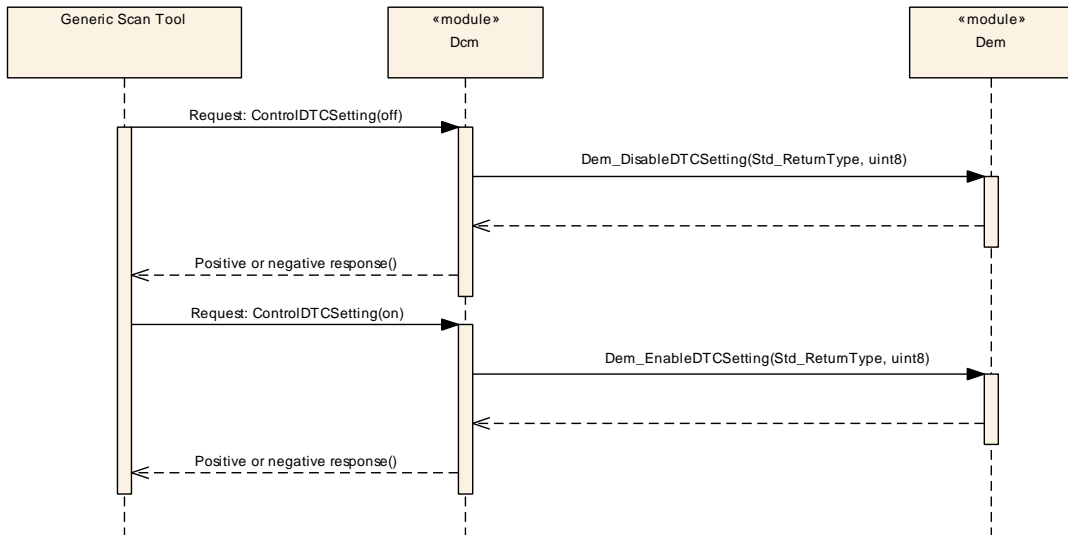 Generic Scan Tool
«module»
Dcm
«module»
Dem
Request: ControlDTCSetting(off)
Dem_DisableDTCSetting(Std_ReturnType, uint8)
Positive or negative response()
Request: ControlDTCSetting(on)
Dem_EnableDTCSetting(Std_ReturnType, uint8)
Positive or negative response()